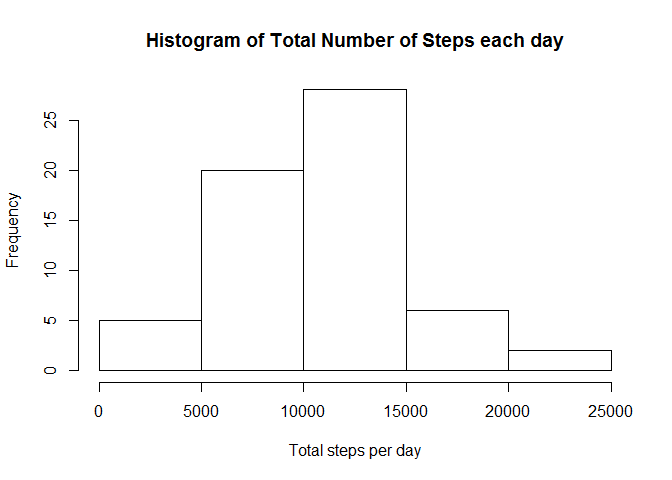 Histogram of Total Number of Steps each day
Frequency
25
20
15
10
5
0
0 5000 10000 15000 20000 25000
Total steps per day